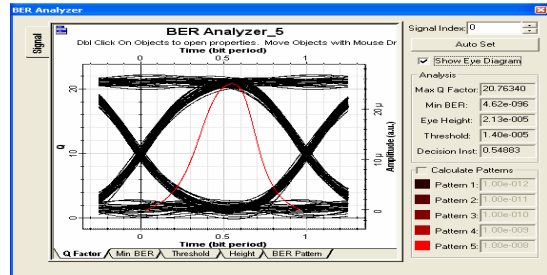 BER Analyzer
Signal
BER Analyzer_5
Dbl Click On Objects to open properties. Move Objects with Mouse Dr
Time (bit period)
0 0.5 1
Q
20
10
0
Amplitude (a.u.)
20 µ
10 µ
0
0 0.5 1
Time (bit period)
Q Factor Min BER Threshold Height BER Pattern
Signal Index: 0
Auto Set
Show Eye Diagram
Analysis
Max Q Factor: 20.76340
Min BER: 4.62e-096
Eye Height: 2.13e-005
Threshold: 1.40e-005
Decision Inst: 0.54883
Calculate Patterns
Pattern 1: 1.00e-012
Pattern 2: 1.00e-011
Pattern 3: 1.00e-010
Pattern 4: 1.00e-009
Pattern 5: 1.00e-008